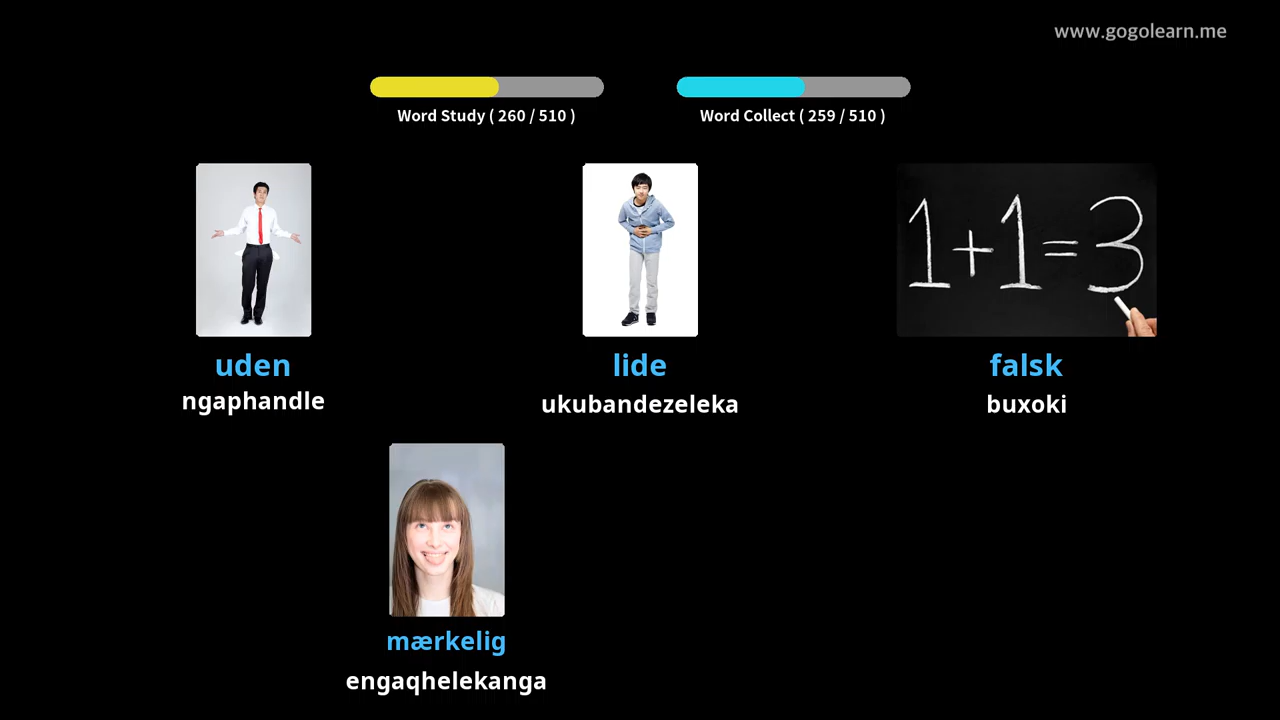 www.gogolearn.me
Word Study ( 260 / 510 )
Word Collect ( 259 / 510 )
1+1=3
uden
ngaphandle
lide
ukubandezeleka
falsk
buxoki
mærkelig
engaqhelekanga